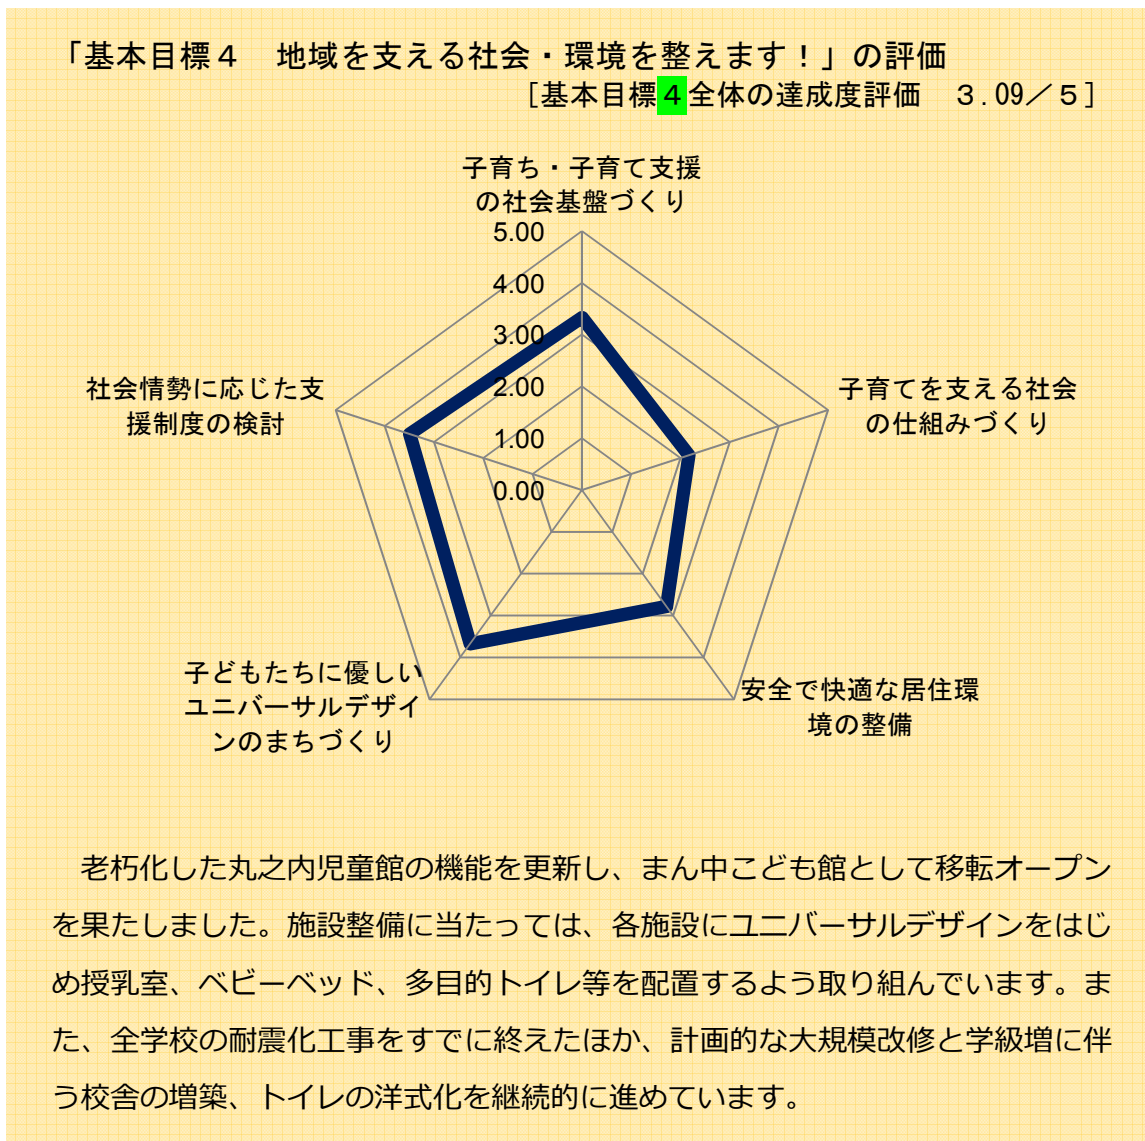 「基本目標４　地域を支える社会・環境を整えます！」の評価
［基本目標４全体の達成度評価　３.09／５］
子育ち・子育て支援
の社会基盤づくり
5.00
4.00
3.00
2.00
1.00
0.00
社会情勢に応じた支
援制度の検討
子育てを支える社会
の仕組みづくり
子どもたちに優しい
ユニバーサルデザイ
ンのまちづくり
安全で快適な居住環
境の整備
　老朽化した丸之内児童館の機能を更新し、まん中こども館として移転オープン
を果たしました。施設整備に当たっては、各施設にユニバーサルデザインをはじ
め授乳室、ベビーベッド、多目的トイレ等を配置するよう取り組んでいます。ま
た、全学校の耐震化工事をすでに終えたほか、計画的な大規模改修と学級増に伴
う校舎の増築、トイレの洋式化を継続的に進めています。